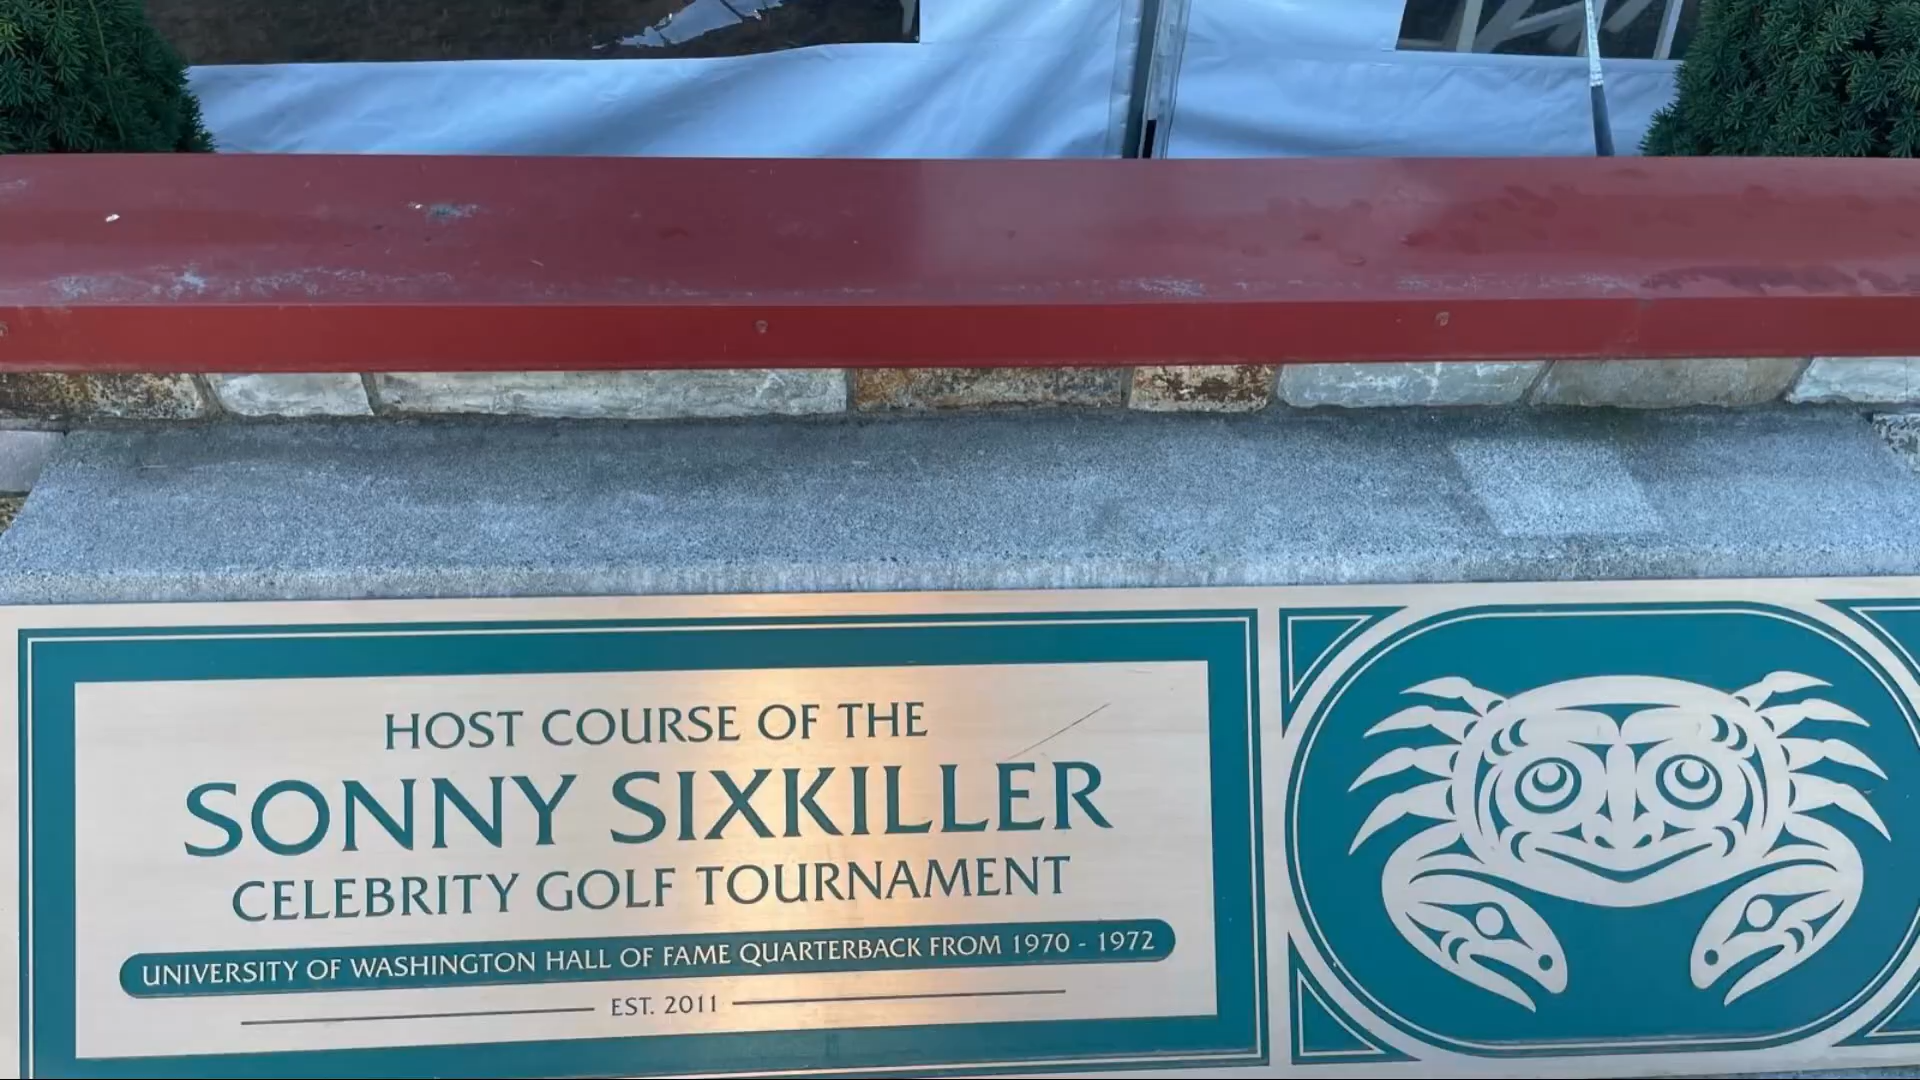 HOST COURSE OF THE
SONNY SIXKILLER
CELEBRITY GOLF TOURNAMENT
UNIVERSITY OF WASHINGTON HALL OF FAME QUARTERBACK FROM 1970 - 1972
EST. 2011